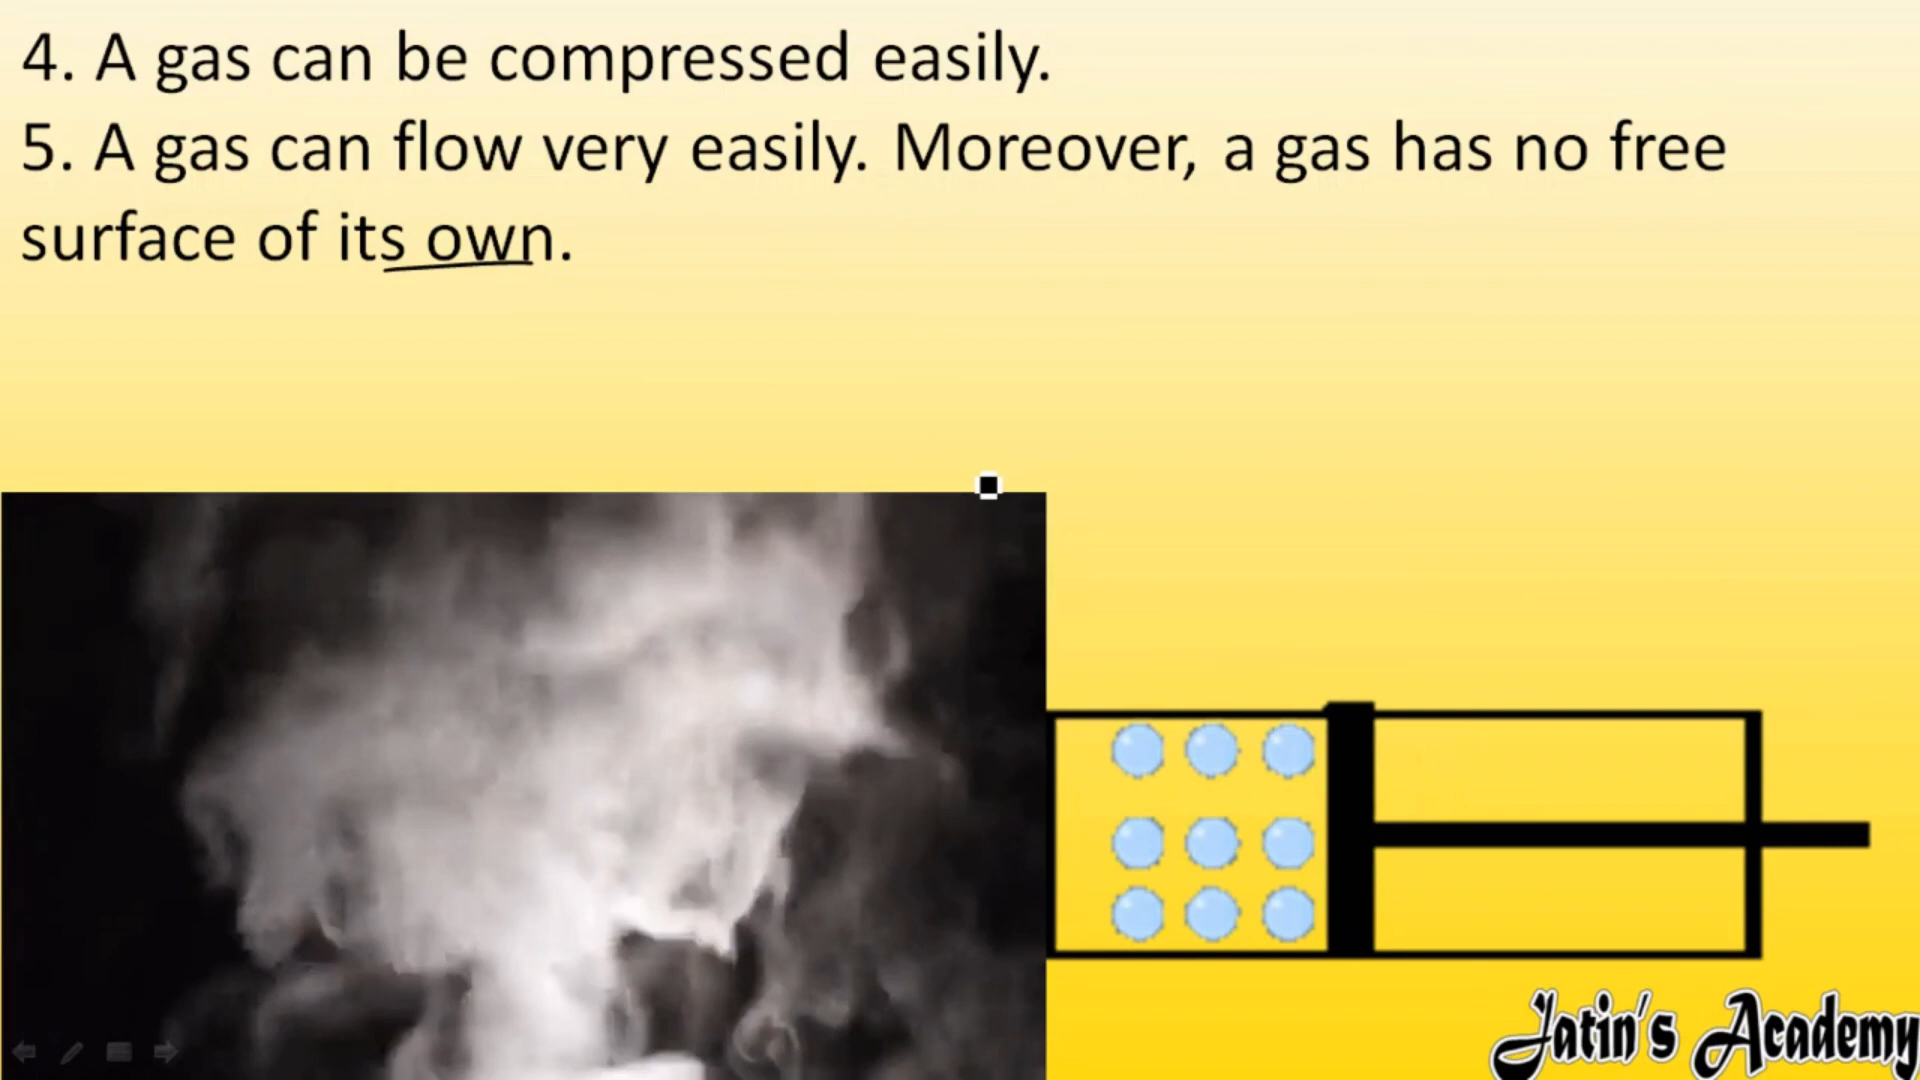 4. A gas can be compressed easily.
5. A gas can flow very easily. Moreover, a gas has no free
surface of its own.
Jatin's Academy